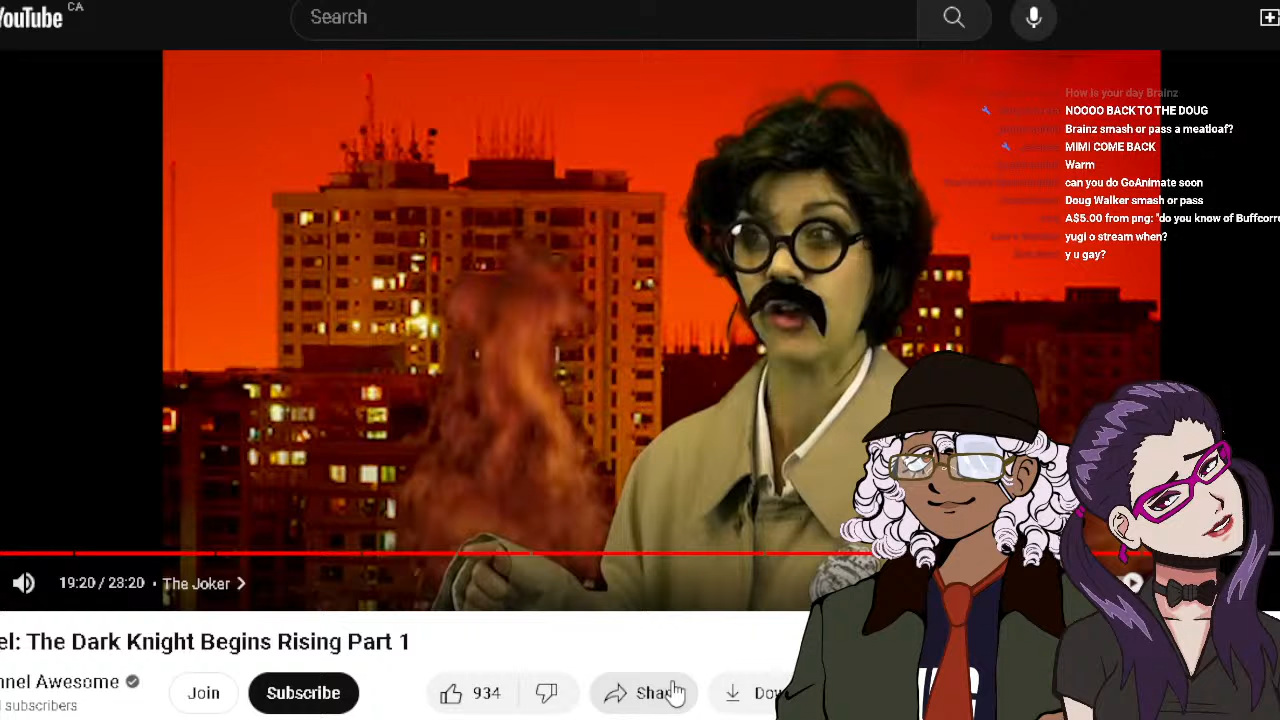 YouTube
CA
Search
How is your day Brainz
NOOOO BACK TO THE DOUG
Brainz smash or pass a meatloaf?
MIMI COME BACK
Warm
can you do GoAnimate soon
Doug Walker smash or pass
A$5.00 from png: "do you know of Buffcorre
yugi o stream when?
y u gay?
19:20 / 23:20 • The Joker >
el: The Dark Knight Begins Rising Part 1
nnel Awesome
subscribers
Join
Subscribe
934
Shar
Dow